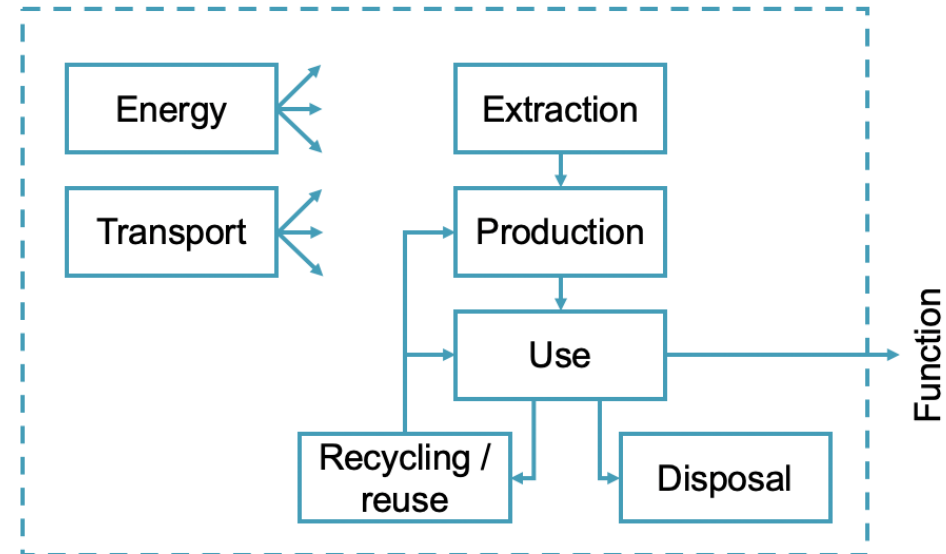 Energy
Extraction
Transport
Production
Use
Function
Recycling /
reuse
Disposal